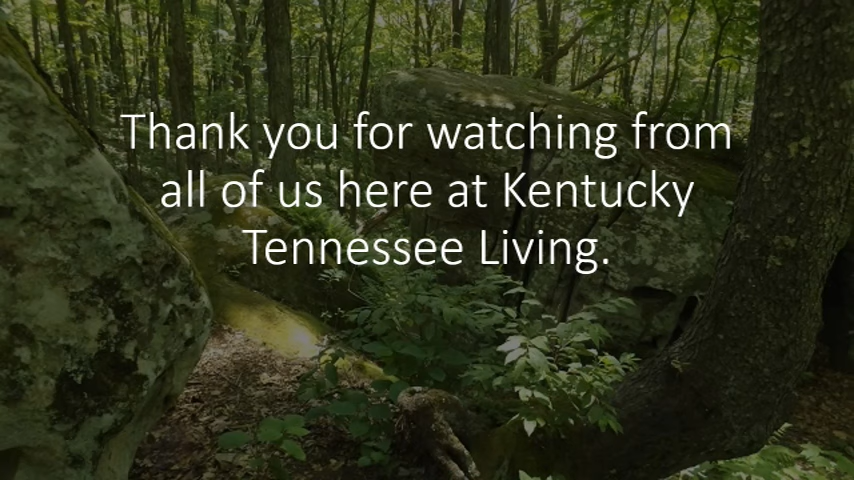 Thank you for watching from
all of us here at Kentucky
Tennessee Living.